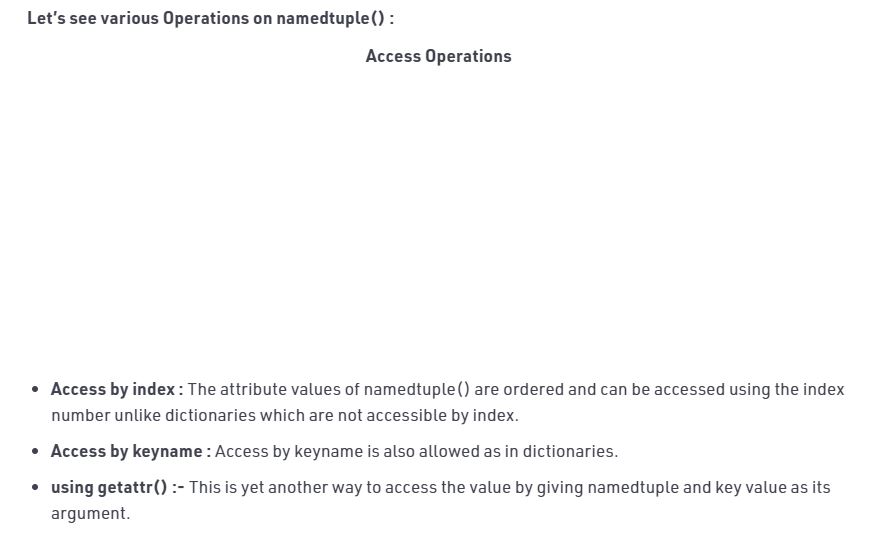 Let’s see various Operations on namedtuple() :
Access Operations
• Access by index : The attribute values of namedtuple() are ordered and can be accessed using the index
number unlike dictionaries which are not accessible by index.
• Access by keyname : Access by keyname is also allowed as in dictionaries.
• using getattr() :- This is yet another way to access the value by giving namedtuple and key value as its
argument.